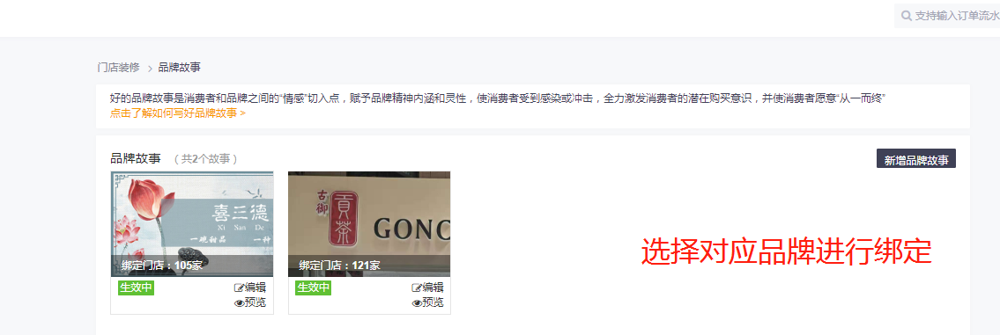 支持输入订单流水
门店装修 > 品牌故事
好的品牌故事是消费者和品牌之间的“情感”切入点，赋予品牌精神内涵和灵性，使消费者受到感染或冲击，全力激发消费者的潜在购买意识，并使消费者愿意“从一而终”
点击了解如何写好品牌故事 >
品牌故事 （共2个故事）
新增品牌故事
喜三德
Xi San De
一碗甜品 一种
绑定门店：105家
生效中
编辑
预览
古御
貢茶
GONC
绑定门店：121家
生效中
编辑
预览
选择对应品牌进行绑定